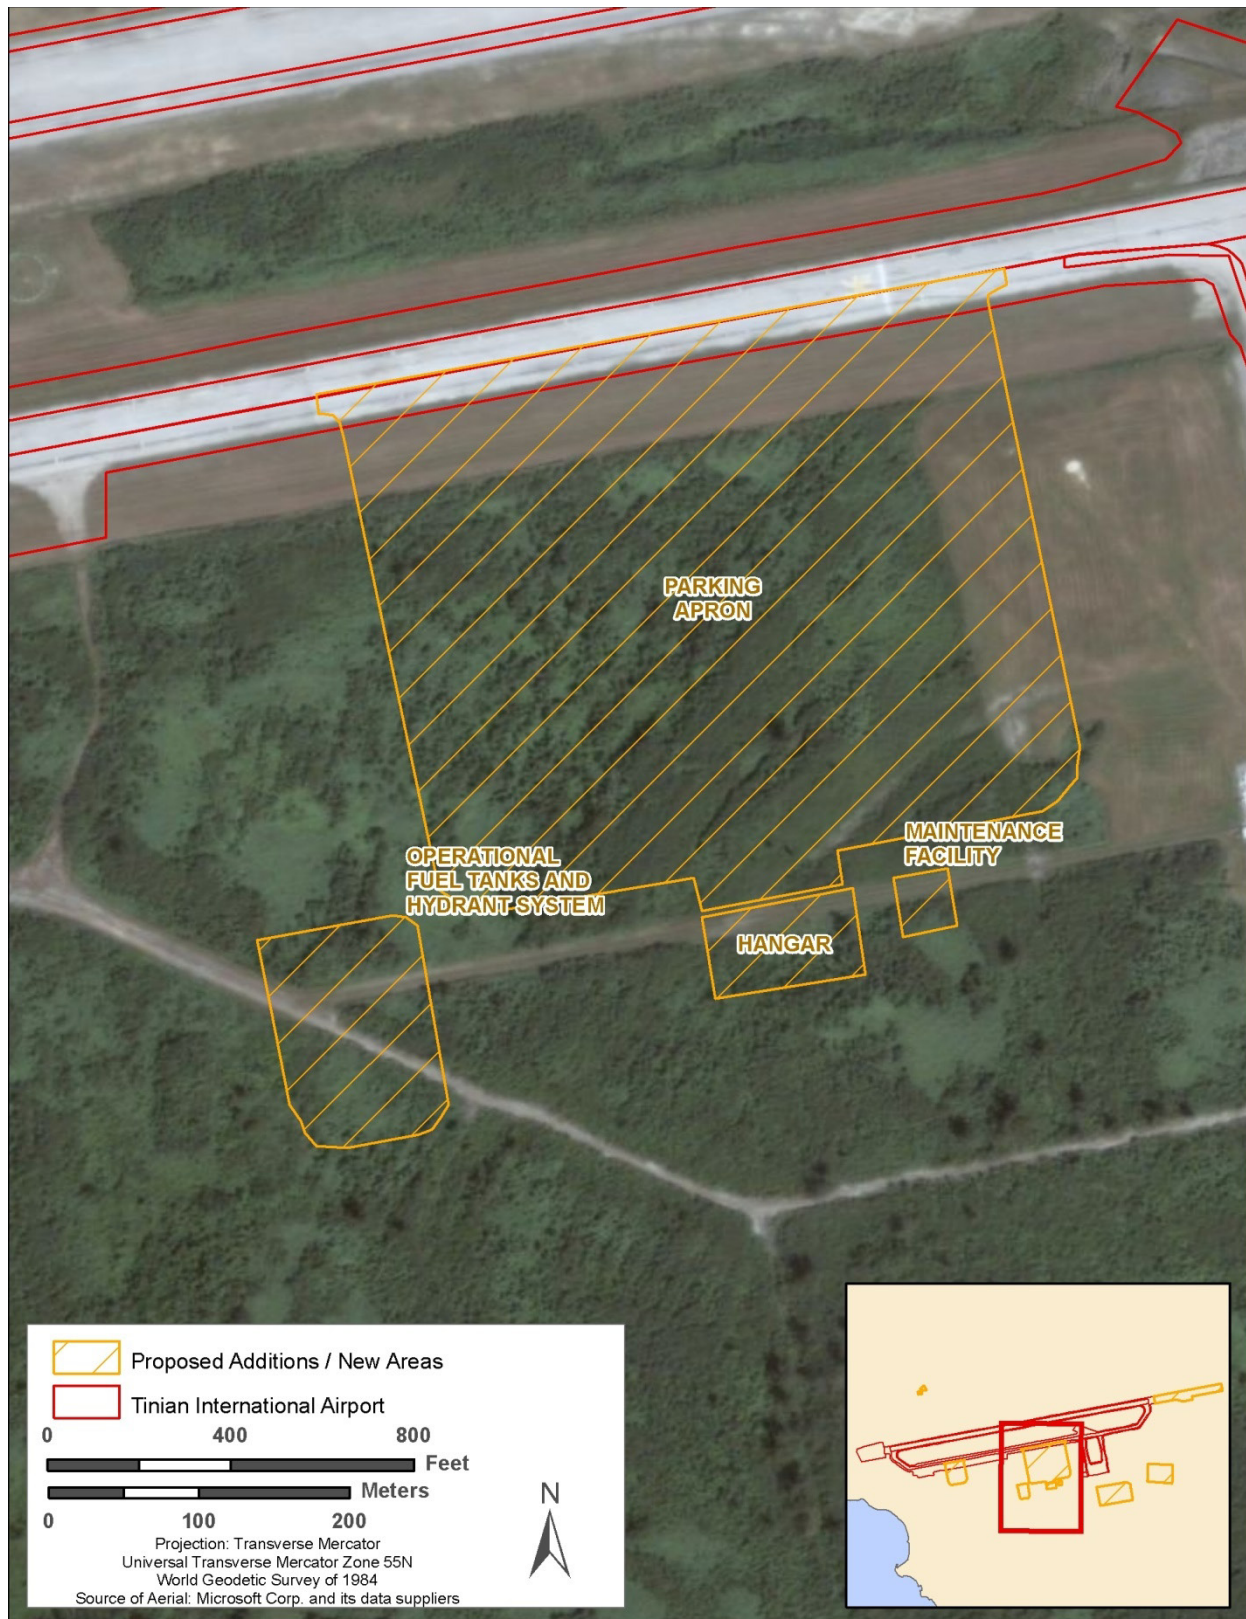 PARKING
APRON
OPERATIONAL
FUEL TANKS AND
HYDRANT SYSTEM
MAINTENANCE
FACILITY
HANGAR
Proposed Additions / New Areas
Tinian International Airport
0 400 800
Feet
Meters
0 100 200
N
Projection: Transverse Mercator
Universal Transverse Mercator Zone 55N
World Geodetic Survey of 1984
Source of Aerial: Microsoft Corp. and its data suppliers